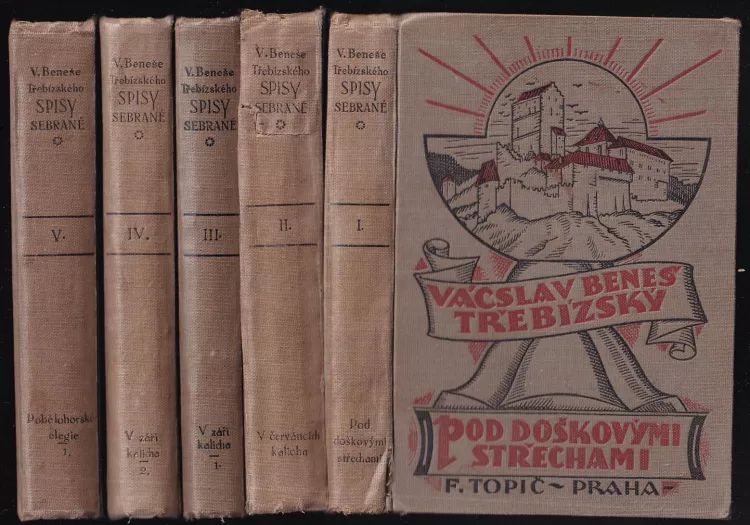 V. Beneše
Třebízského
SPISY
SEBRANÉ
V.
Pobělohorské
elegie
1.
V. Beneše
Třebízského
SPISY
SEBRANÉ
IV.
V záři
kalicha
2.
V. Beneše
Třebízského
SPISY
SEBRANÉ
III.
V záři
kalicha
1.
V. Beneše
Třebízského
SPISY
SEBRANÉ
II.
V červáncích
kalicha
V. Beneše
Třebízského
SPISY
SEBRANÉ
I.
Pod
doškovými
střechami
VÁCSLAV BENEŠ
TŘEBÍZSKÝ
POD DOŠKOVÝMI
STŘECHAMI
F. TOPIČ ~ PRAHA ~